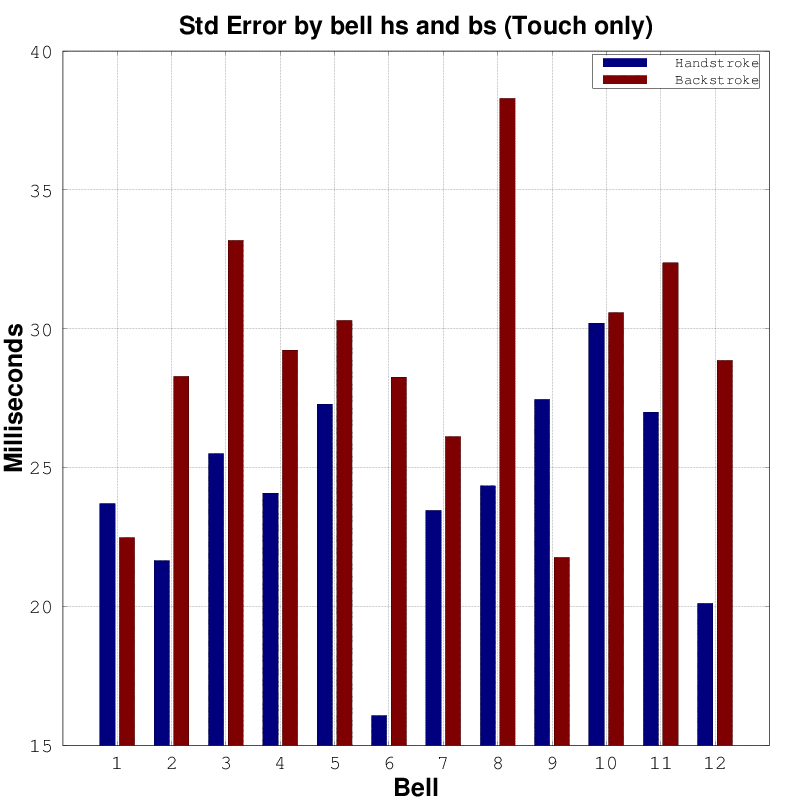 Std Error by bell hs and bs (Touch only)
Handstroke
Backstroke
Milliseconds
40
35
30
25
20
15
1 2 3 4 5 6 7 8 9 10 11 12
Bell